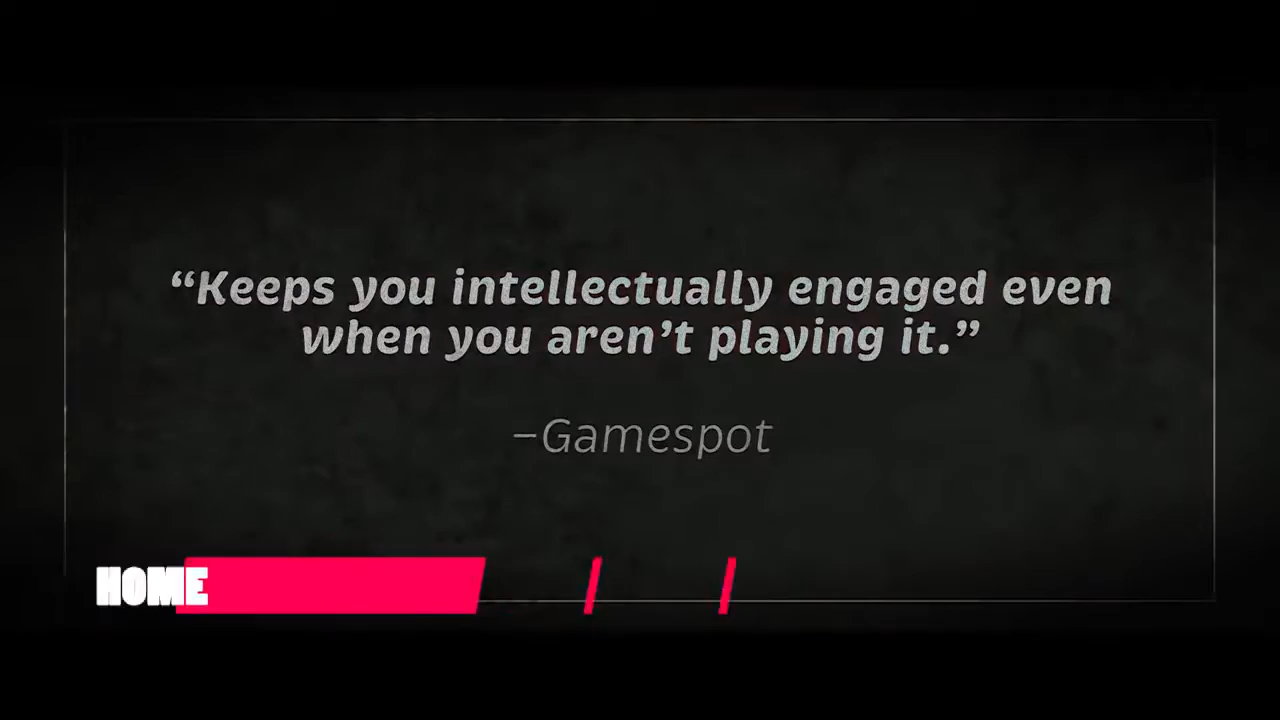 “Keeps you intellectually engaged even
when you aren’t playing it.”
–Gamespot
HOME